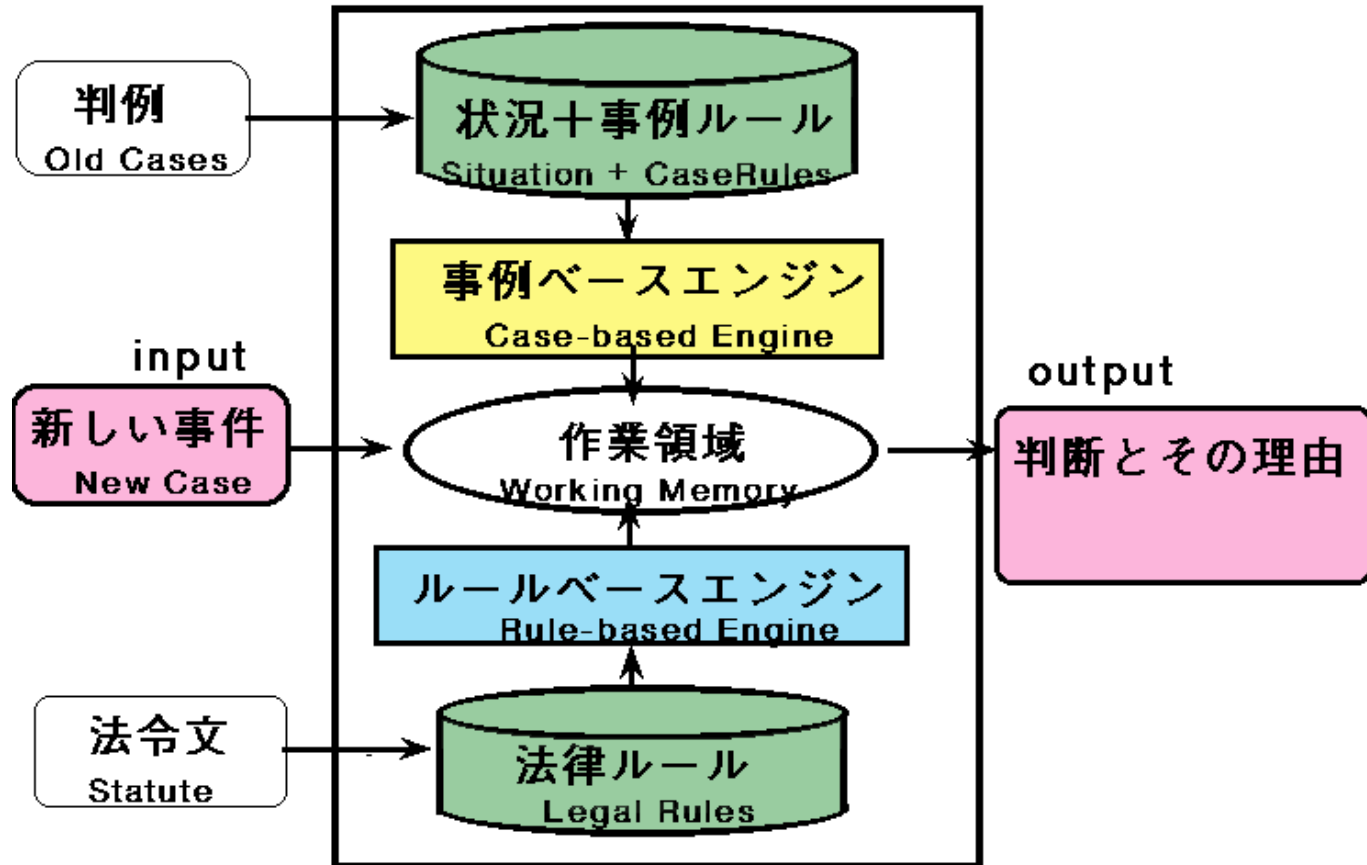 判例
Old Cases
状況＋事例ルール
Situation + CaseRules
事例ベースエンジン
Case-based Engine
input
新しい事件
New Case
作業領域
Working Memory
output
判断とその理由
ルールベースエンジン
Rule-based Engine
法令文
Statute
法律ルール
Legal Rules